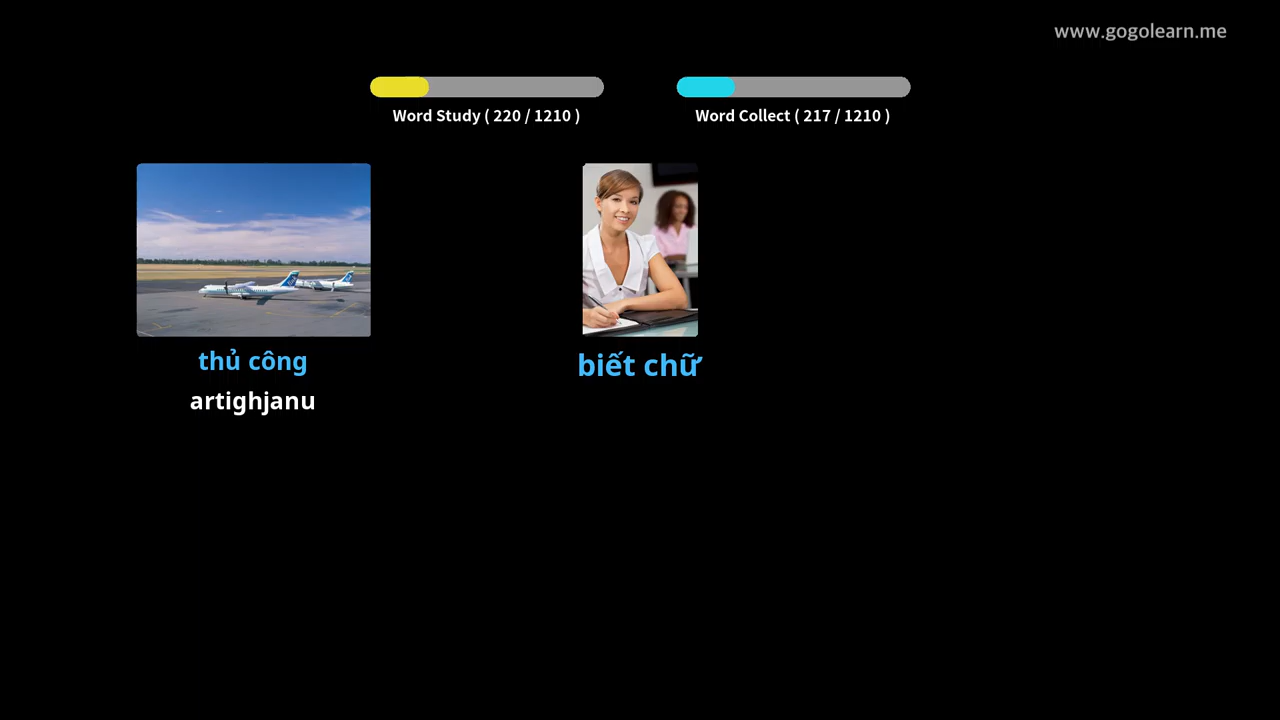 www.gogolearn.me
Word Study ( 220 / 1210 )
Word Collect ( 217 / 1210 )
thủ công
artighjanu
biết chữ